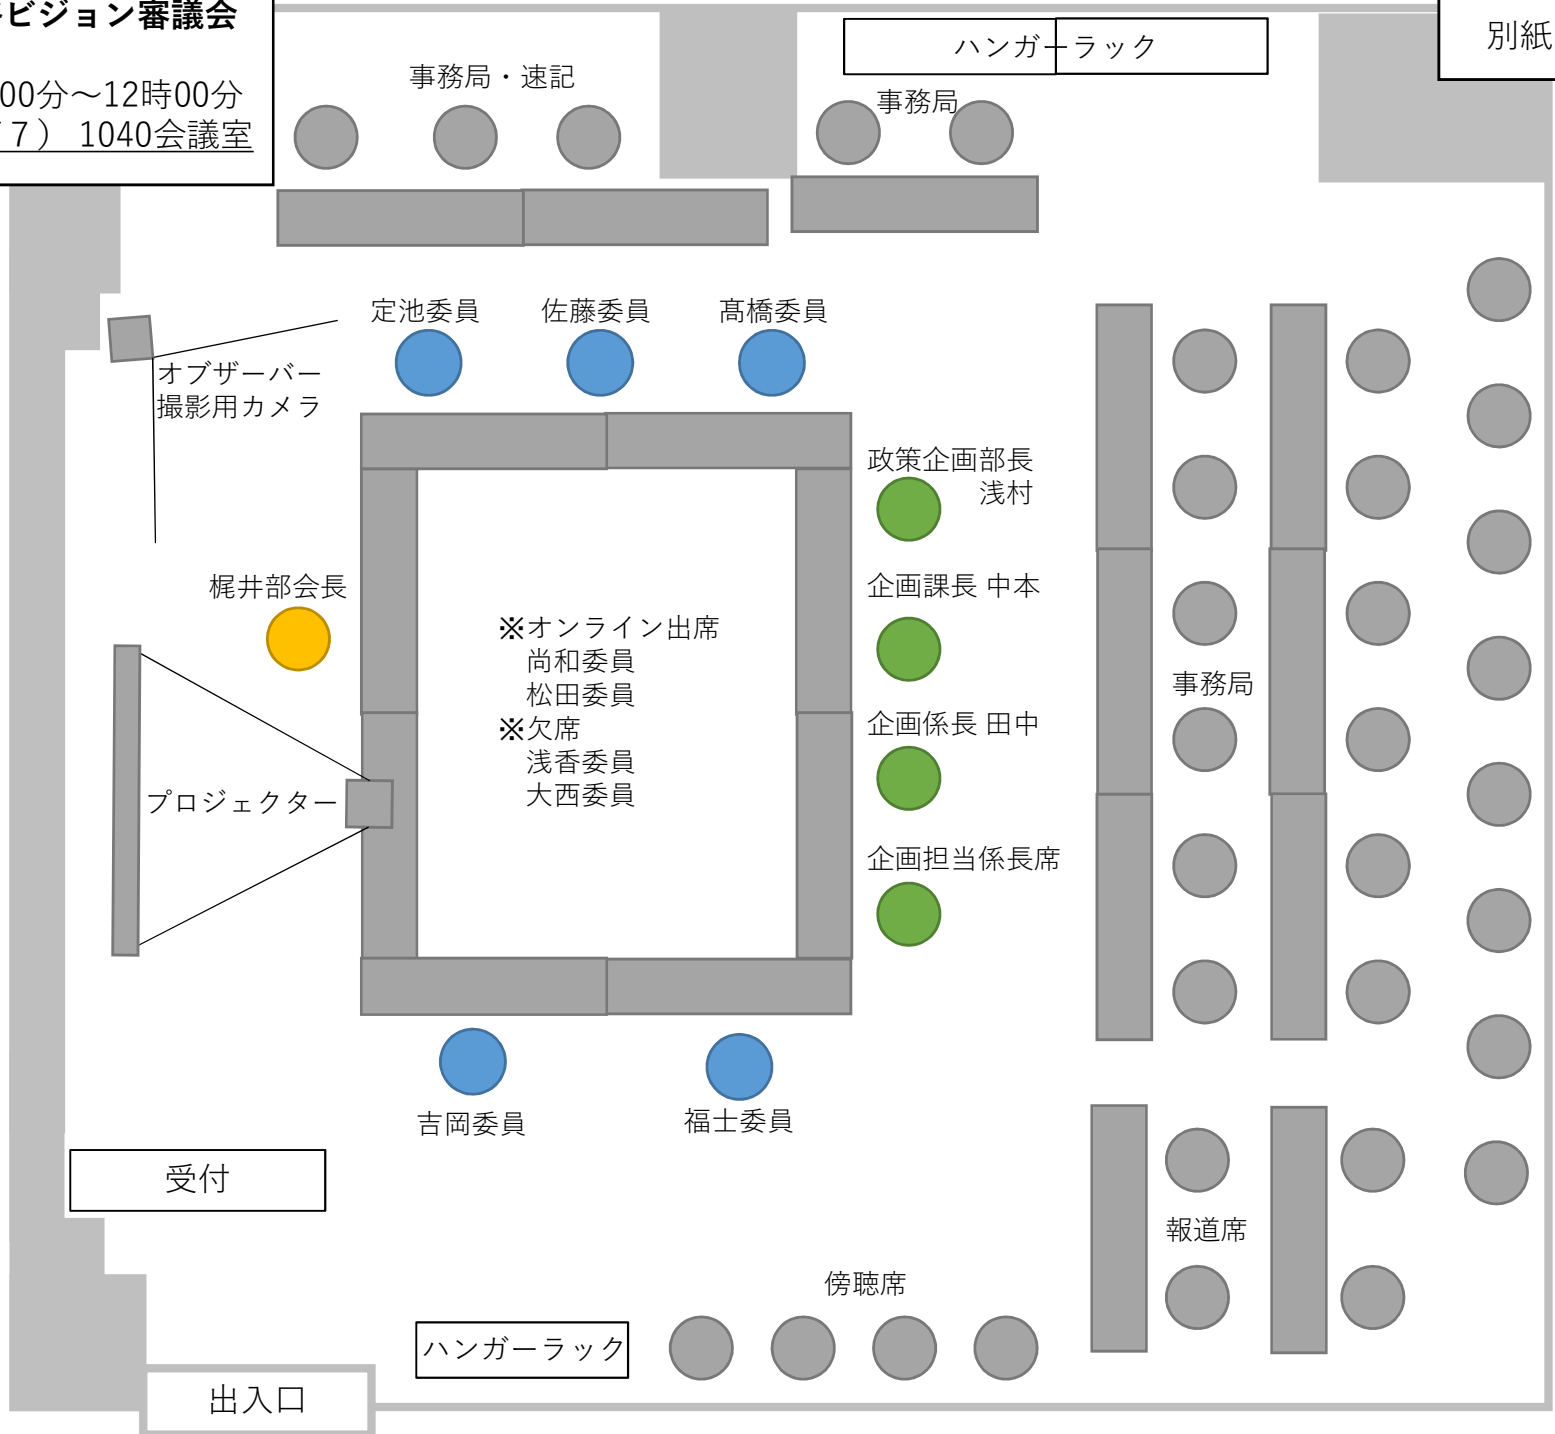 ビジョン審議会
00分～12時00分
7） 1040会議室
別紙
ハンガーラック
事務局・速記
事務局
定池委員
佐藤委員
髙橋委員
オブザーバー
撮影用カメラ
政策企画部長
浅村
梶井部会長
企画課長 中本
※オンライン出席
尚和委員
松田委員
※欠席
浅香委員
大西委員
事務局
企画係長 田中
プロジェクター
企画担当係長席
吉岡委員
福士委員
受付
報道席
傍聴席
ハンガーラック
出入口